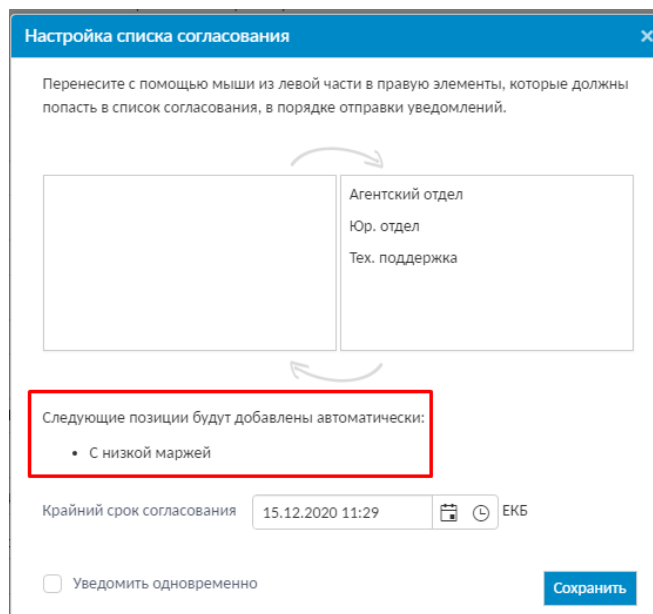 Настройка списка согласования
Перенесите с помощью мыши из левой части в правую элементы, которые должны
попасть в список согласования, в порядке отправки уведомлений.
Агентский отдел
Юр. отдел
Тех. поддержка
Следующие позиции будут добавлены автоматически:
• С низкой маржей
Крайний срок согласования 15.12.2020 11:29 ЕКБ
Уведомить одновременно
Сохранить